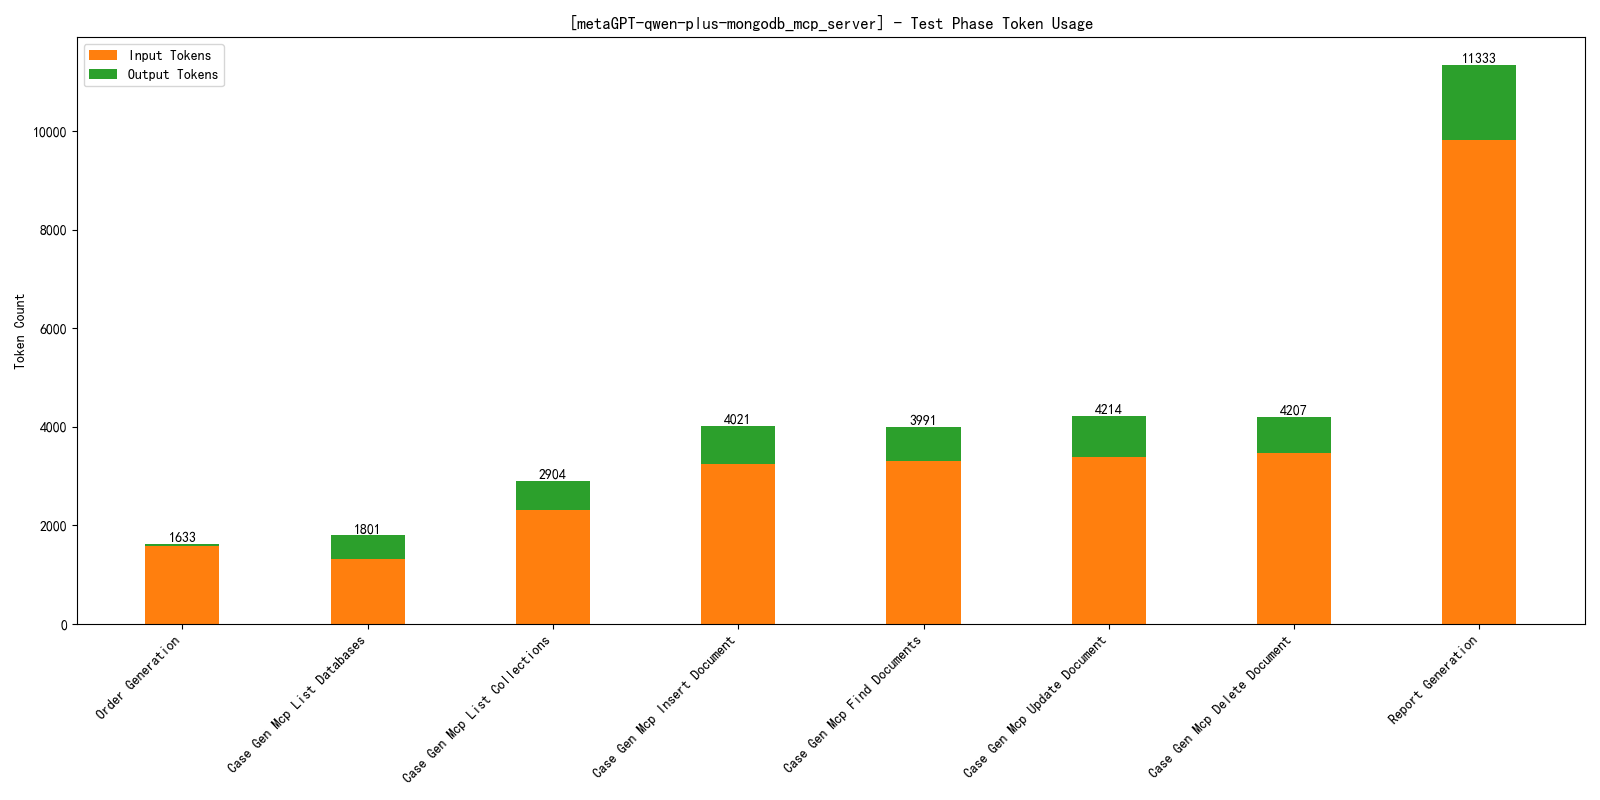 [metaGPT-qwen-plus-mongodb_mcp_server] - Test Phase Token Usage
Input Tokens
Output Tokens
Token Count
10000
8000
6000
4000
2000
0
1633
1801
2904
4021
3991
4214
4207
11333
Order Generation
Case Gen Mcp List Databases
Case Gen Mcp List Collections
Case Gen Mcp Insert Document
Case Gen Mcp Find Documents
Case Gen Mcp Update Document
Case Gen Mcp Delete Document
Report Generation